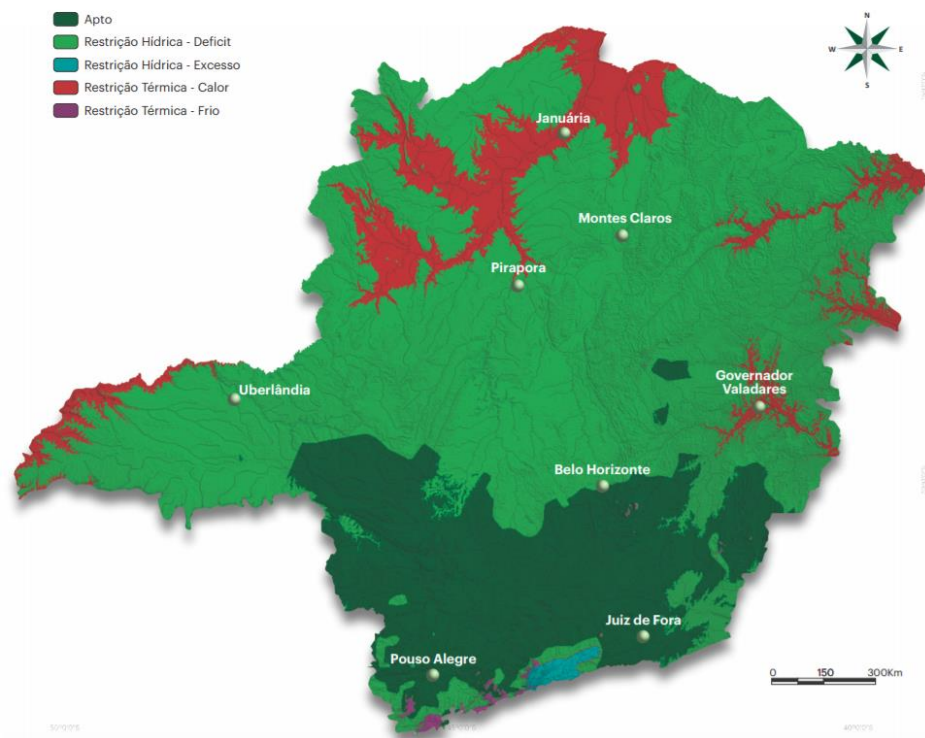 Apto
Restrição Hídrica - Deficit
Restrição Hídrica - Excesso
Restrição Térmica - Calor
Restrição Térmica - Frio
N
W
E
S
Januária
Montes Claros
Pirapora
Uberlândia
Governador
Valadares
Belo Horizonte
Juiz de Fora
Pouso Alegre
0 150 300Km